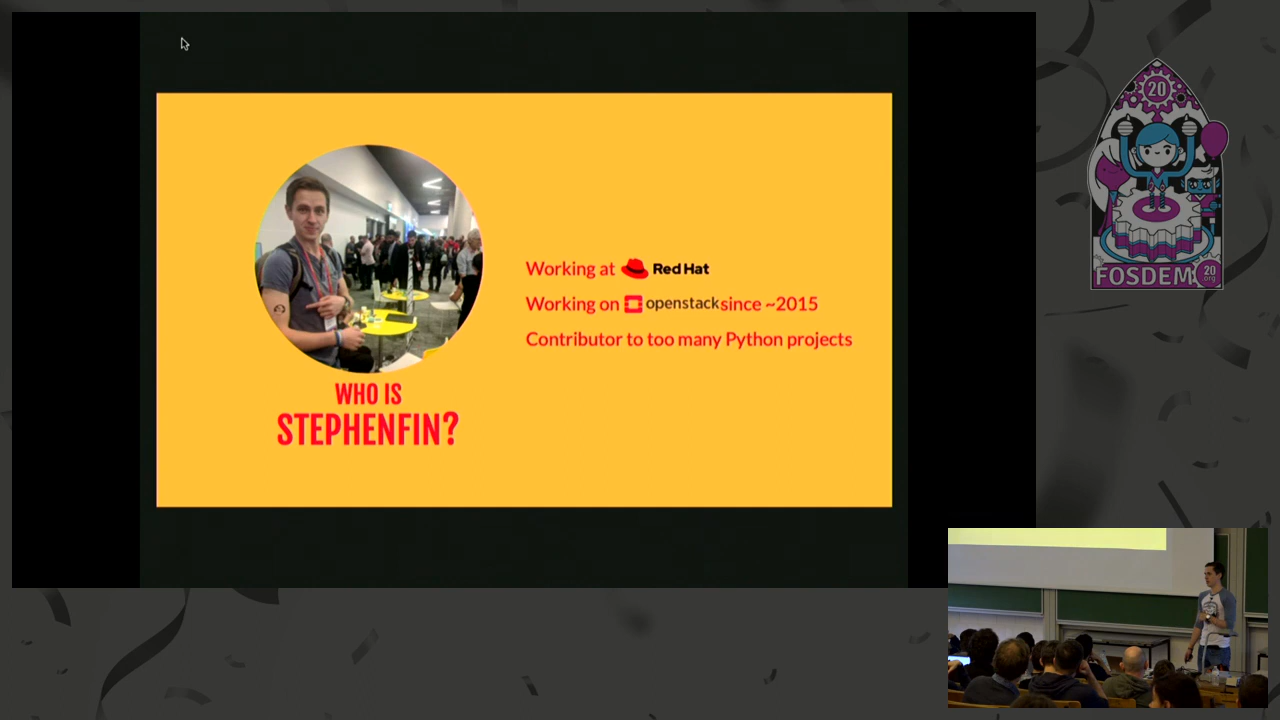 WHO IS
STEPHENFIN?
Working at Red Hat
Working on openstack since ~2015
Contributor to too many Python projects
20
FOSDEM 20
.org